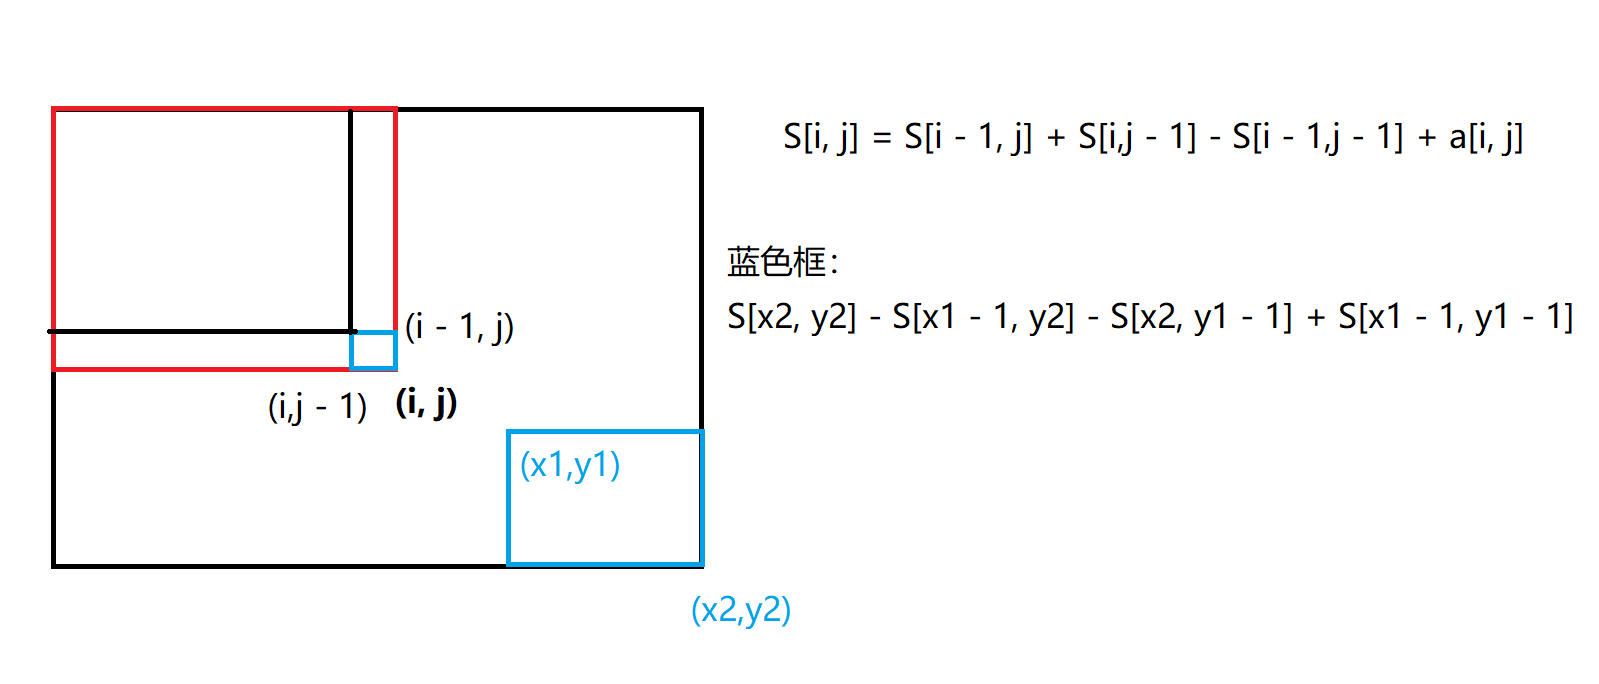 S[i, j] = S[i - 1, j] + S[i,j - 1] - S[i - 1,j - 1] + a[i, j]
蓝色框：
S[x2, y2] - S[x1 - 1, y2] - S[x2, y1 - 1] + S[x1 - 1, y1 - 1]
(i - 1, j)
(i,j - 1)
(i, j)
(x1,y1)
(x2,y2)